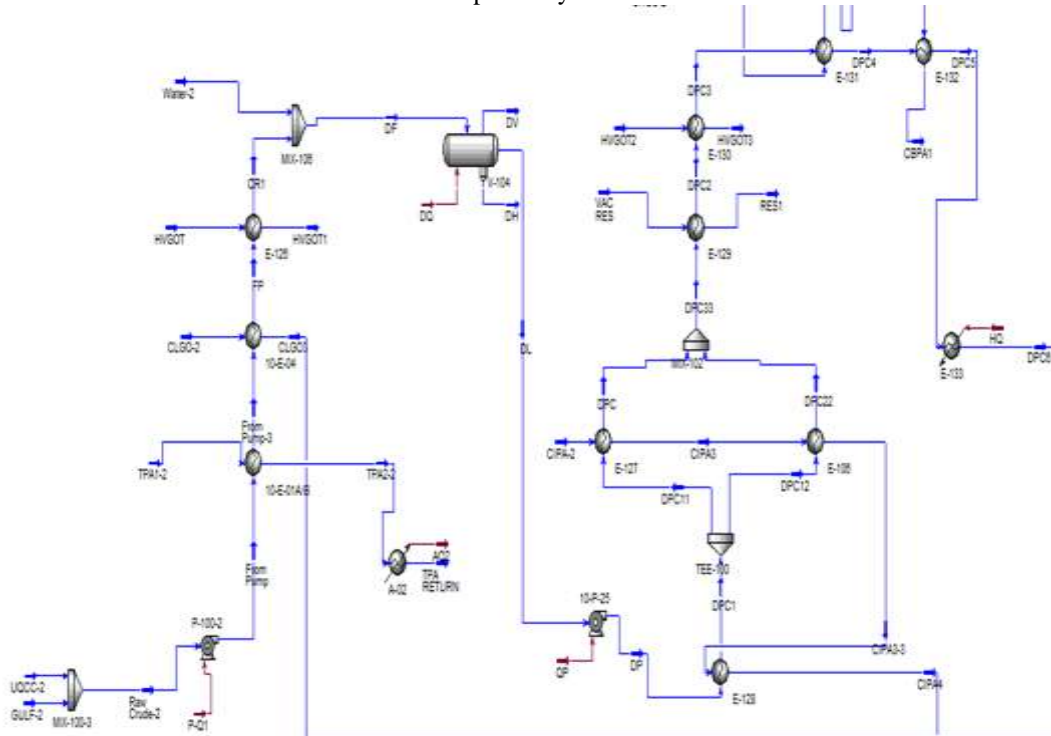 E-131
DPC4
E-132
DPC5
DPC3
Water-2
DF
DV
MIX-106
HVGOT2
HVGOT3
E-130
CBPA1
V-104
DPC2
DQ
DH
VAC
RES
RES1
E-129
HVGOT
HVGOT1
E-126
FP
DPC33
CLGO-2
CLGO3
10-E-04
DL
MIX-102
HQ
E-133
DPC6
DPC
DPC22
From
Pump-3
TPA1-2
TPA2-2
10-E-01A/B
CIPA-2
CIPA3
E-127
DPC11
DPC12
TEE-100
From
Pump
A-02
TPA
RETURN
DPC1
P-100-2
10-P-25
CIPA3-3
QP
DP
E-128
CIPA4
UQCC-2
GULF-2
MIX-100-3
Raw
Crude-2
P-Q1